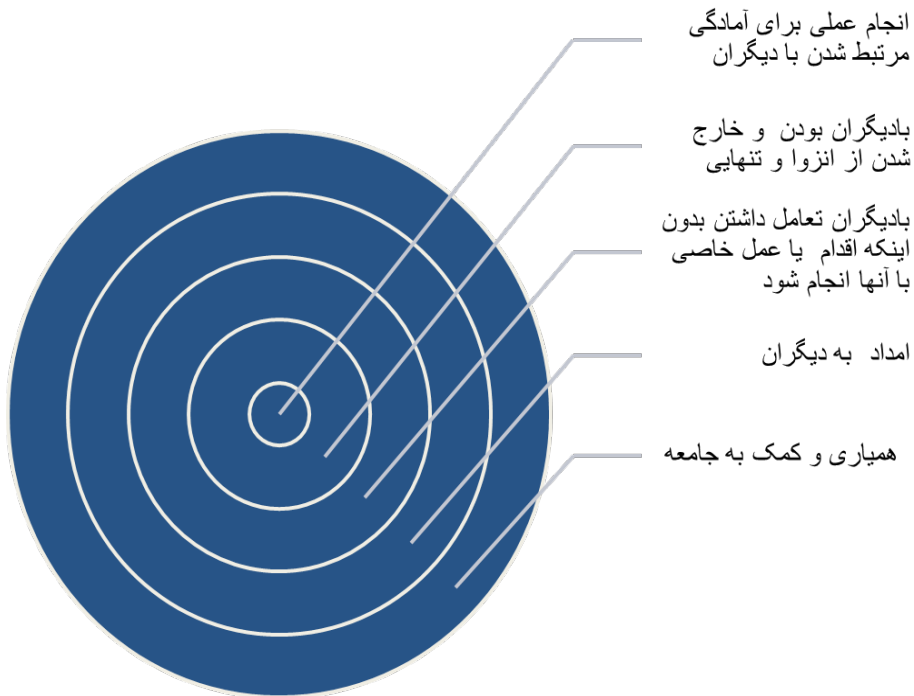 انجام عملی برای آمادگی
مرتبط شدن با دیگران
بادیگران بودن و خارج
شدن از انزوا و تنهایی
بادیگران تعامل داشتن بدون
اینکه اقدام یا عمل خاصی
با آنها انجام شود
امداد به دیگران
همیاری و کمک به جامعه